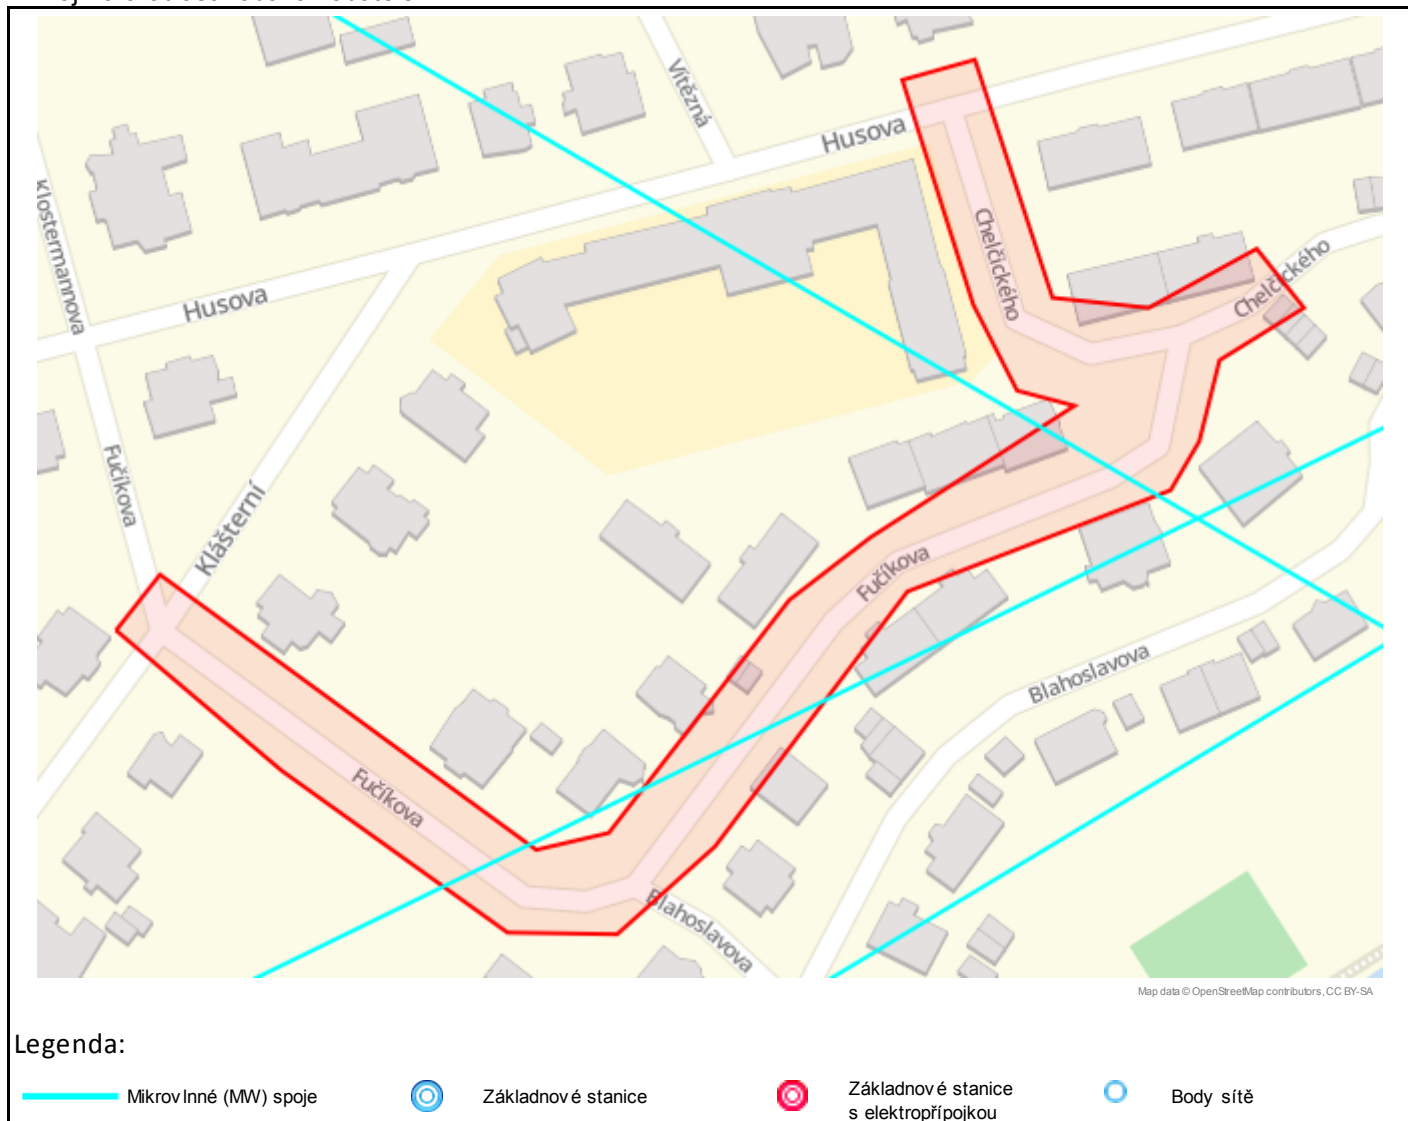 Vítězná
Husova
Klostermannova
Chelčického
Chelčického
Husova
Fučíkova
Klášterní
Fučíkova
Blahoslavova
Fučíkova
Blahoslavova
Map data © OpenStreetMap contributors, CC BY-SA
Legenda:
Mikrovlnné (MW) spoje
Základnové stanice
Základnové stanice
s elektropřípojkou
Body sítě